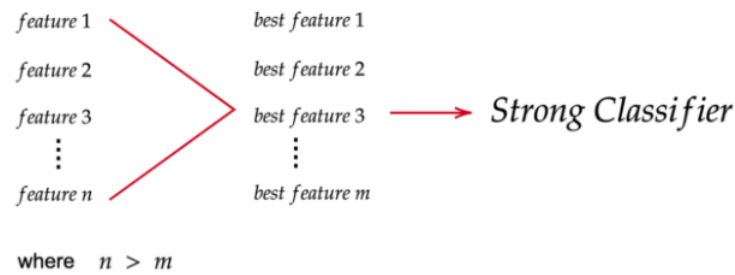 feature 1
feature 2
feature 3
feature n
best feature 1
best feature 2
best feature 3
best feature m
Strong Classifier
where n > m